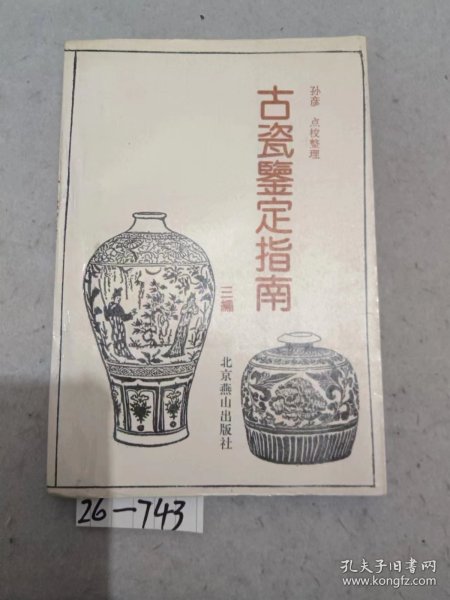 孙彦 点校整理
古瓷鑒定指南
三编
北京燕山出版社
26-743
孔夫子旧书网
www.kongfz.com